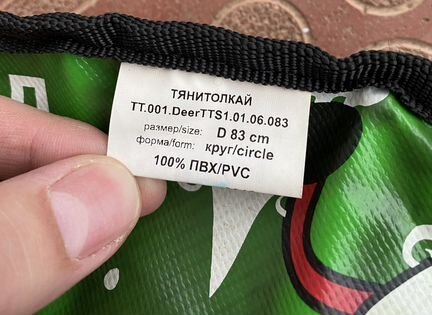 ТЯНИТОЛКАЙ
TT.001.DeerTTS1.01.06.083
размер/size: D 83 cm
форма/form: круг/circle
100% ПВХ/PVC